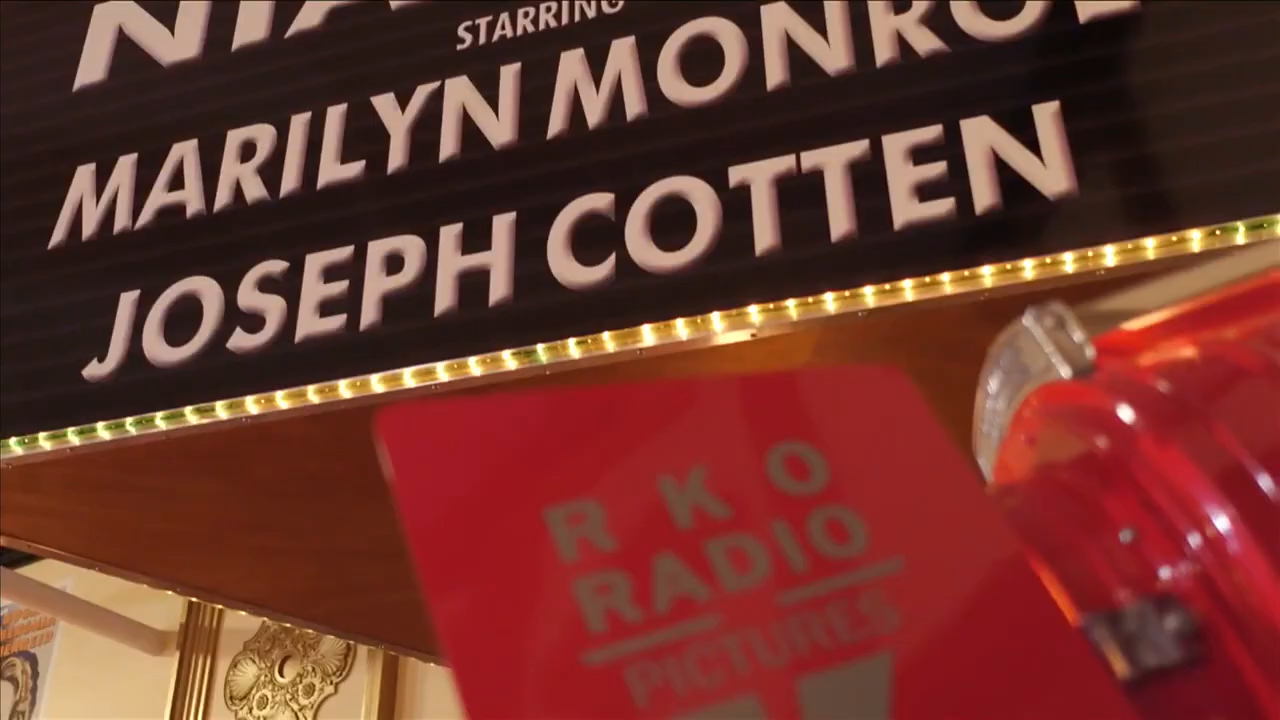 STARRING
MARILYN MONROE
JOSEPH COTTEN
R K O
RADIO
PICTURES